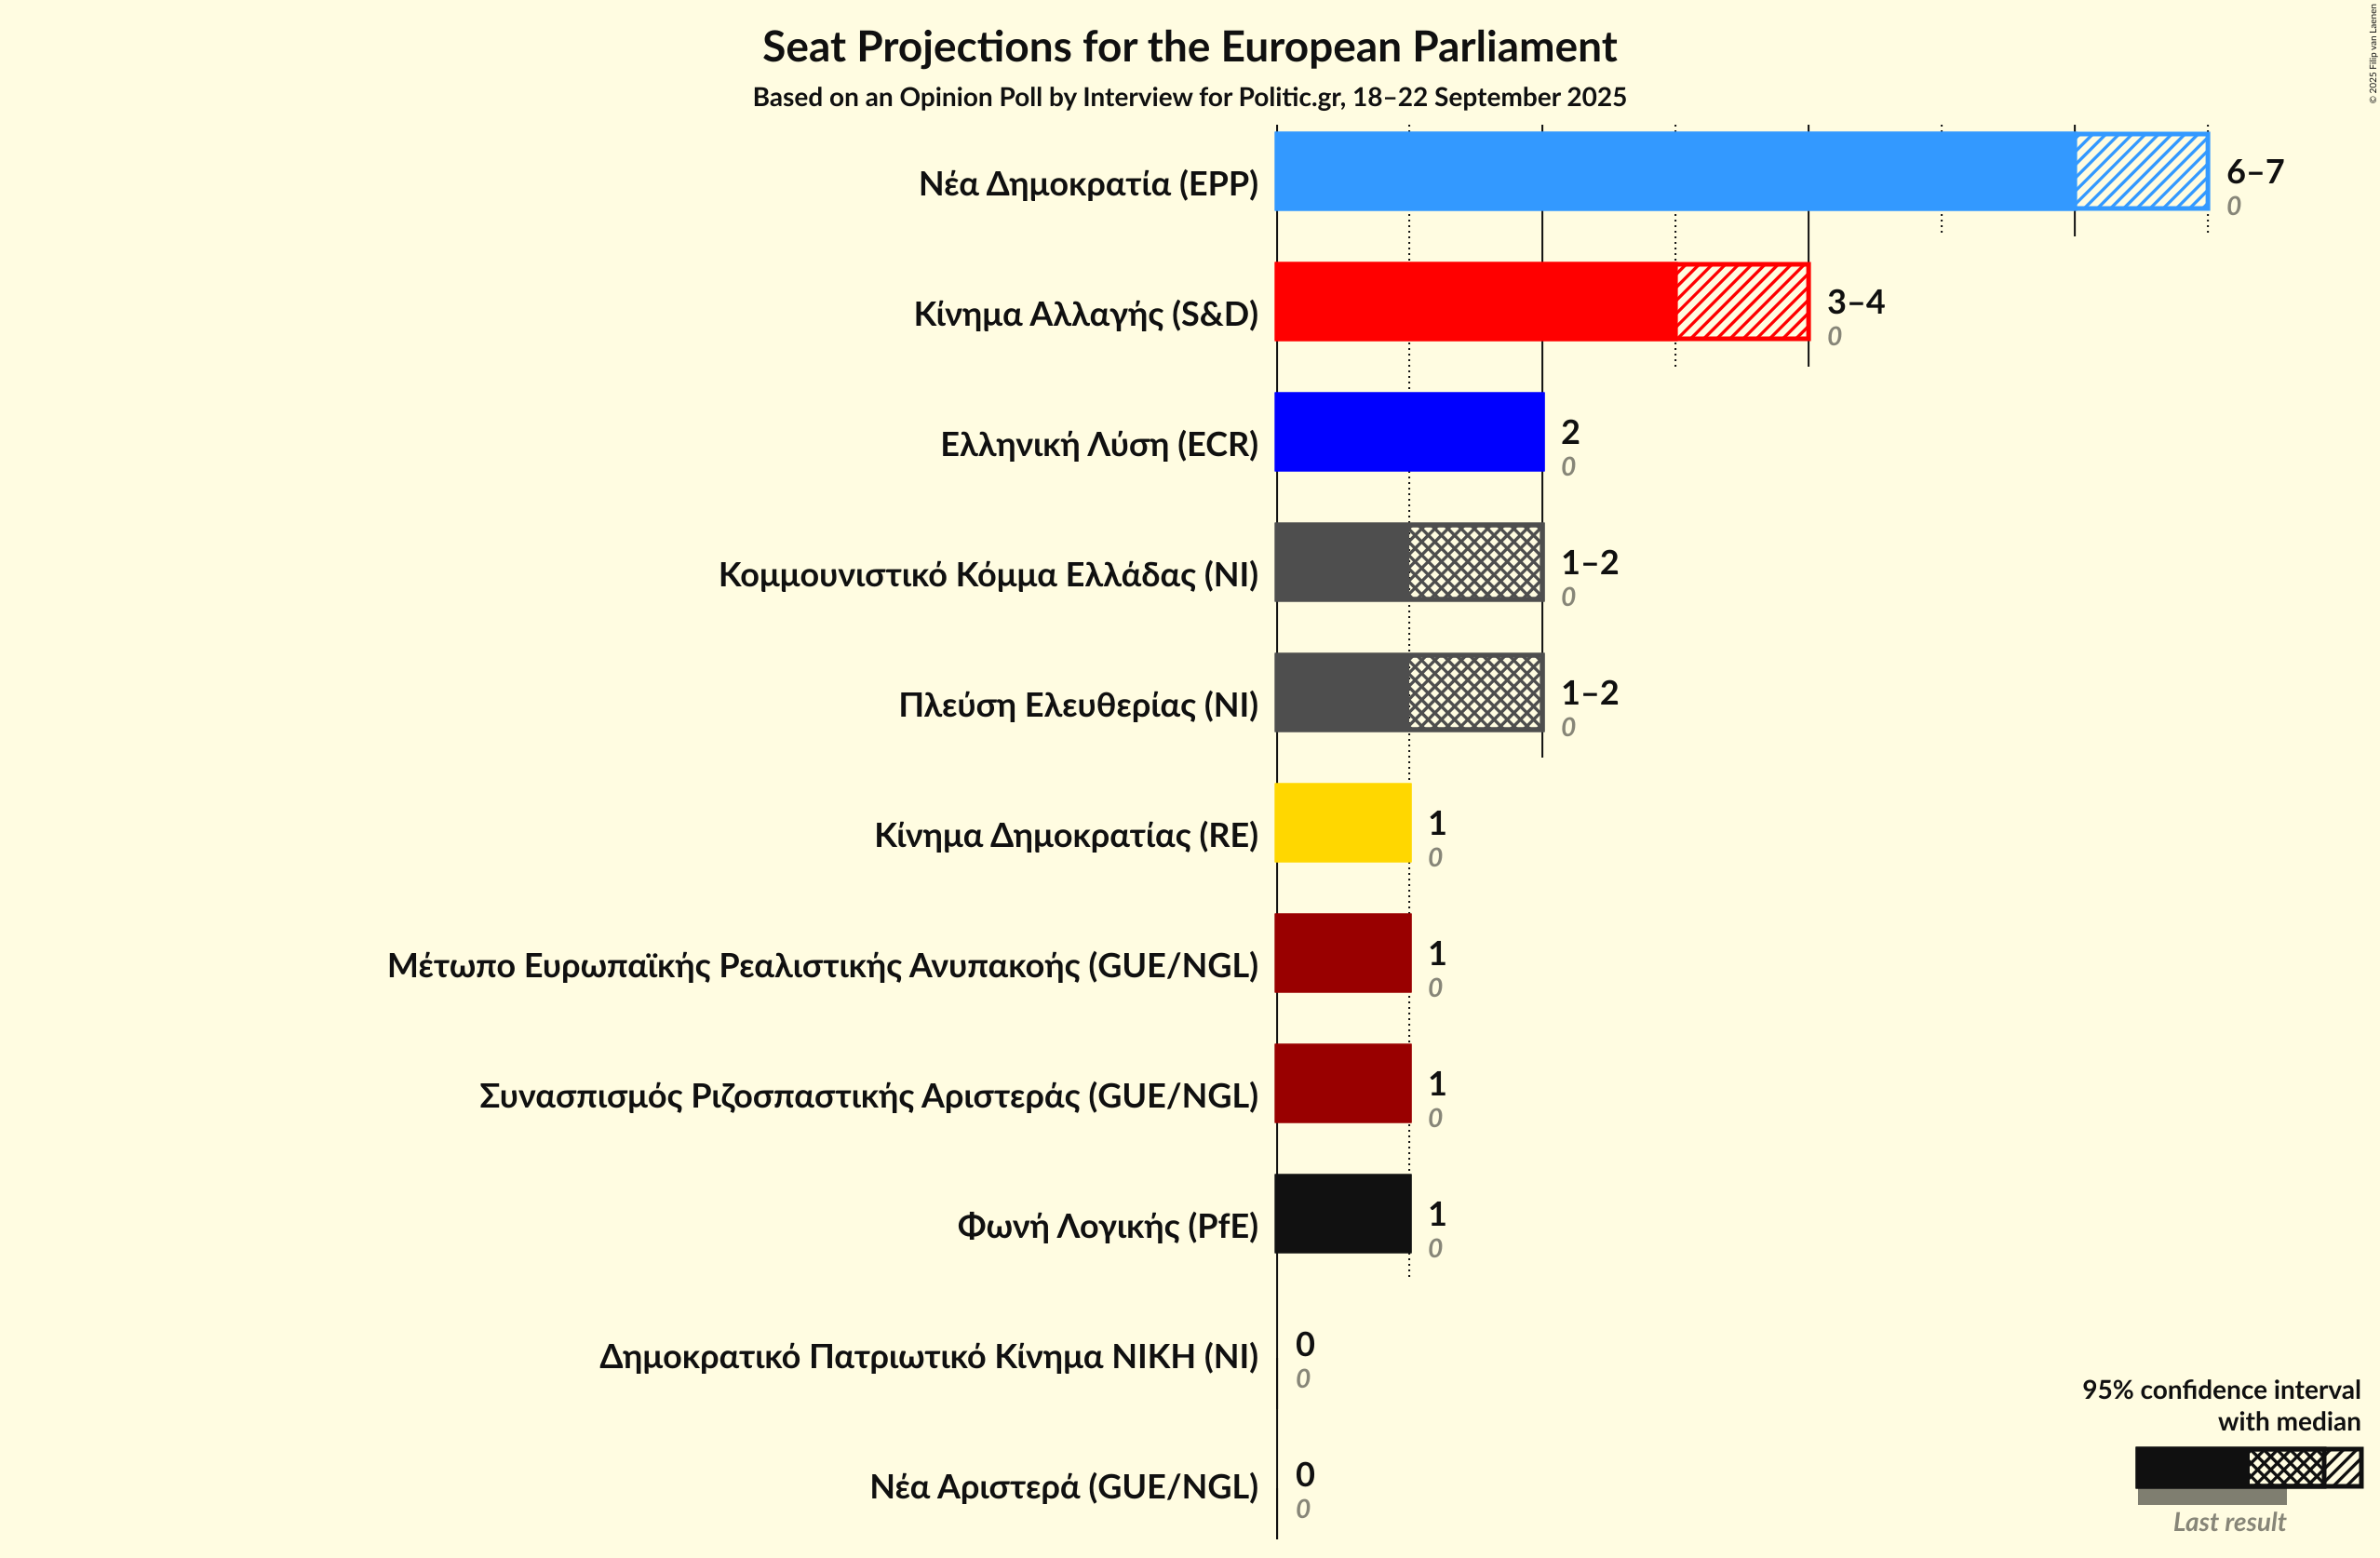 Seat Projections for the European Parliament
Based on an Opinion Poll by Interview for Politic.gr, 18–22 September 2025
© 2025 Filip van Laenen
Νέα Δημοκρατία (EPP)
6–7
0
Κίνημα Αλλαγής (S&D)
3–4
0
Ελληνική Λύση (ECR)
2
0
Κομμουνιστικό Κόμμα Ελλάδας (NI)
1–2
0
Πλεύση Ελευθερίας (NI)
1–2
0
Κίνημα Δημοκρατίας (RE)
1
0
Μέτωπο Ευρωπαϊκής Ρεαλιστικής Ανυπακοής (GUE/NGL)
1
0
Συνασπισμός Ριζοσπαστικής Αριστεράς (GUE/NGL)
1
0
Φωνή Λογικής (PfE)
1
0
Δημοκρατικό Πατριωτικό Κίνημα ΝΙΚΗ (NI)
0
0
Νέα Αριστερά (GUE/NGL)
0
0
95% confidence interval
with median
Last result